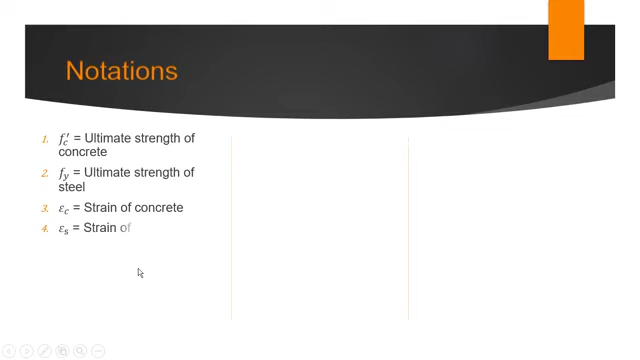 Notations
1. f′c = Ultimate strength of
concrete
2. fy = Ultimate strength of
steel
3. εc = Strain of concrete
4. εs = Strain of